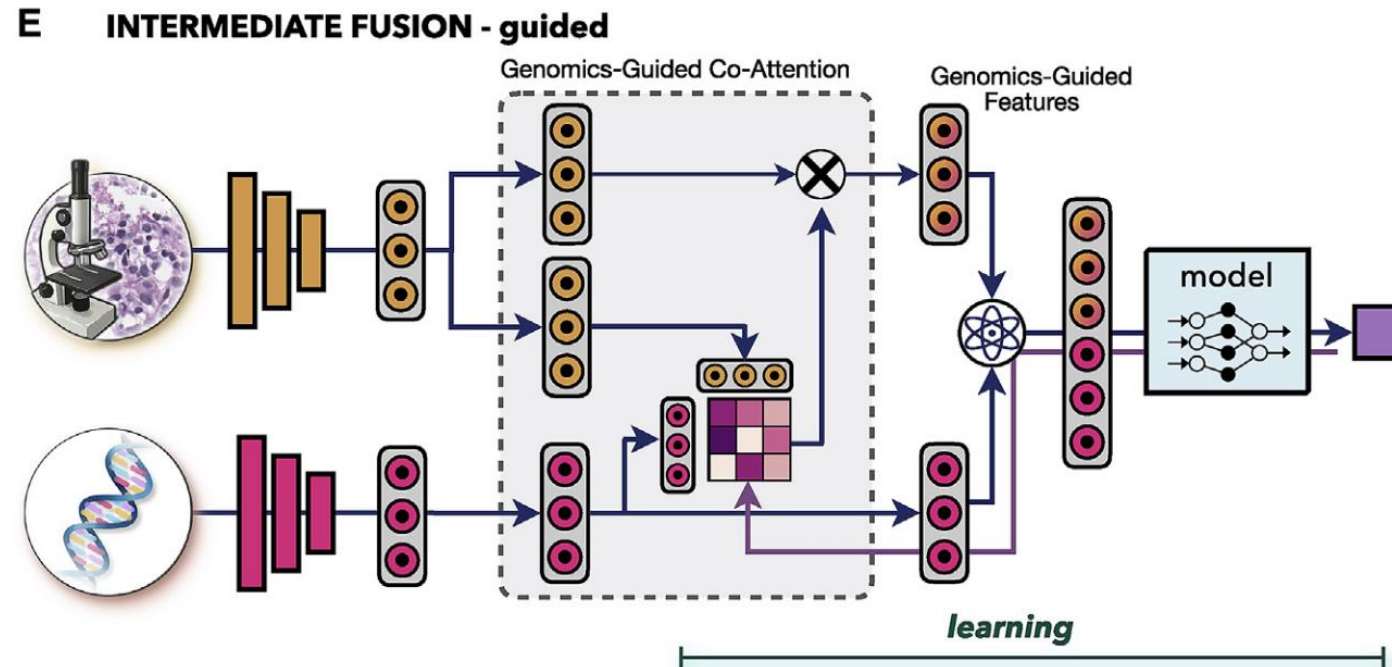 E INTERMEDIATE FUSION - guided
Genomics-Guided Co-Attention
Genomics-Guided
Features
model
learning